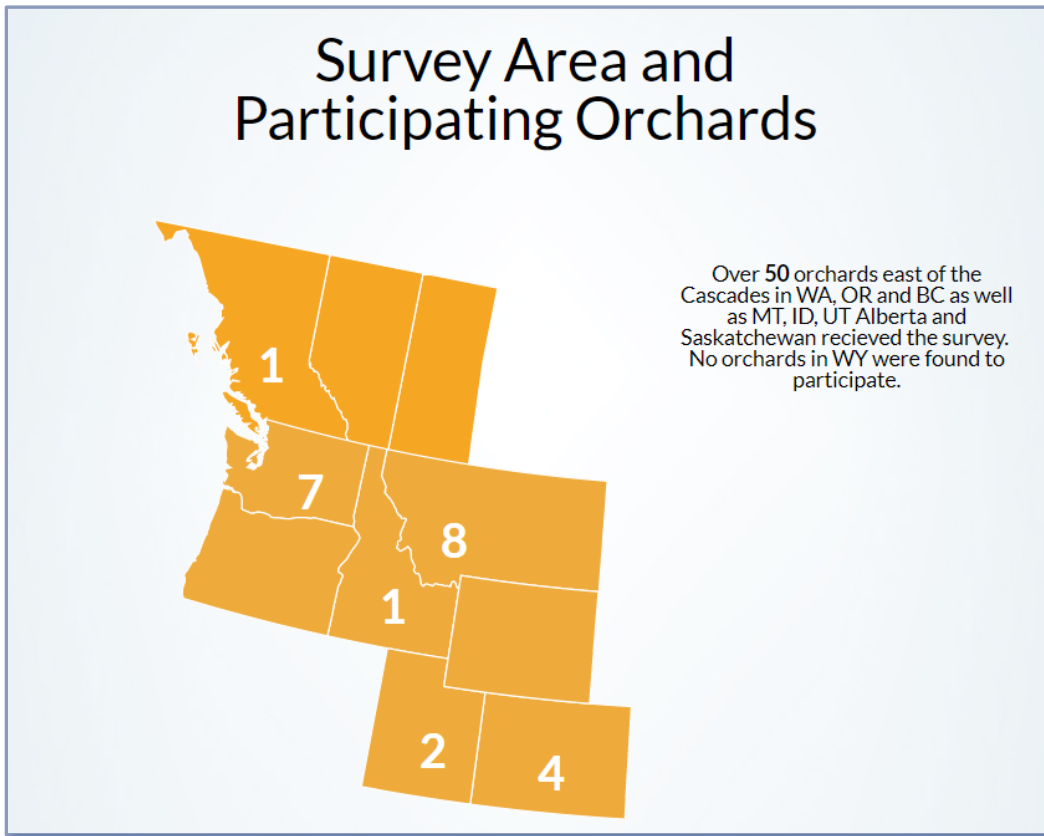 Survey Area and
Participating Orchards
Over 50 orchards east of the
Cascades in WA, OR and BC as well
as MT, ID, UT Alberta and
Saskatchewan recieved the survey.
No orchards in WY were found to
participate.
1
7
8
1
2
4